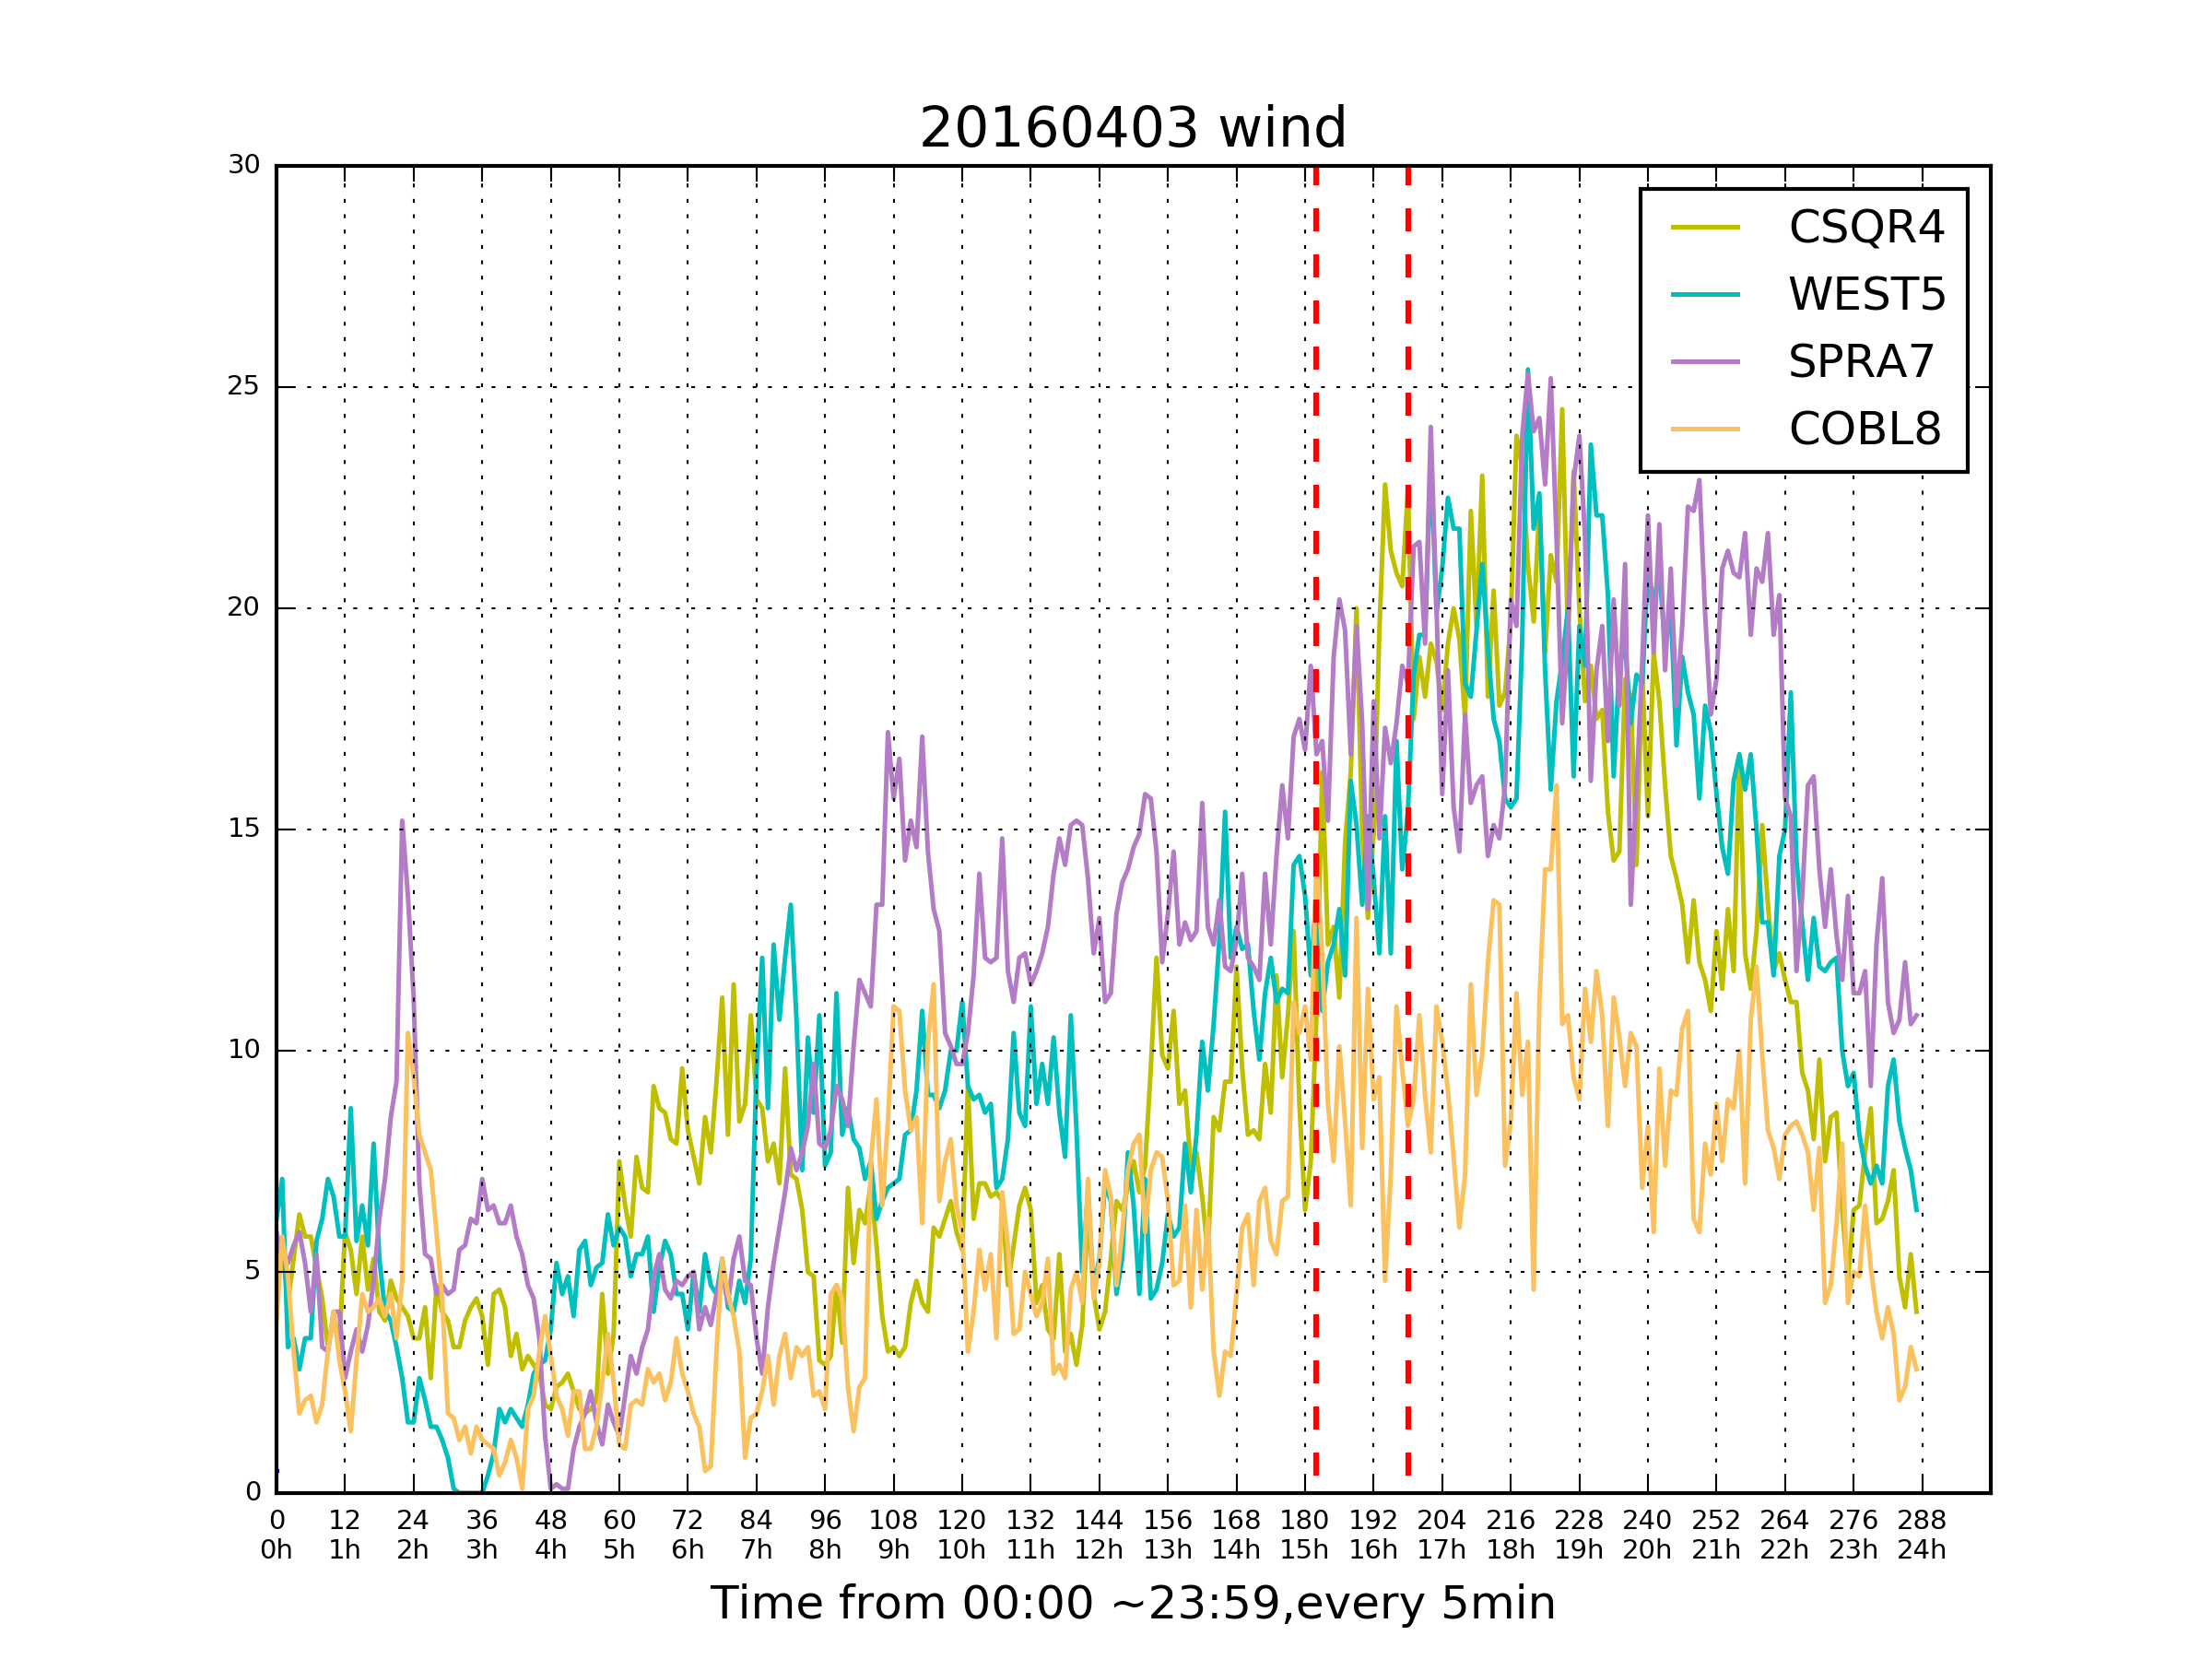 20160403 wind
30
25
20
15
10
5
0
CSQR4
WEST5
SPRA7
COBL8
0 12 24 36 48 60 72 84 96 108 120 132 144 156 168 180 192 204 216 228 240 252 264 276 288
0h 1h 2h 3h 4h 5h 6h 7h 8h 9h 10h 11h 12h 13h 14h 15h 16h 17h 18h 19h 20h 21h 22h 23h 24h
Time from 00:00 ~23:59,every 5min